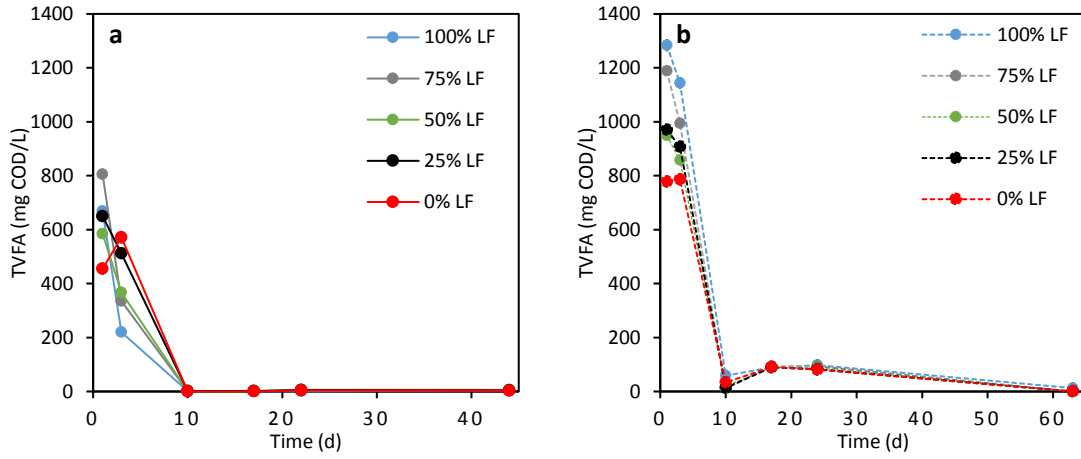 a
TVFA (mg COD/L)
1400
1200
1000
800
600
400
200
0
0 10 20 30 40
Time (d)
100% LF
75% LF
50% LF
25% LF
0% LF
b
TVFA (mg COD/L)
1400
1200
1000
800
600
400
200
0
0 10 20 30 40 50 60
Time (d)
100% LF
75% LF
50% LF
25% LF
0% LF